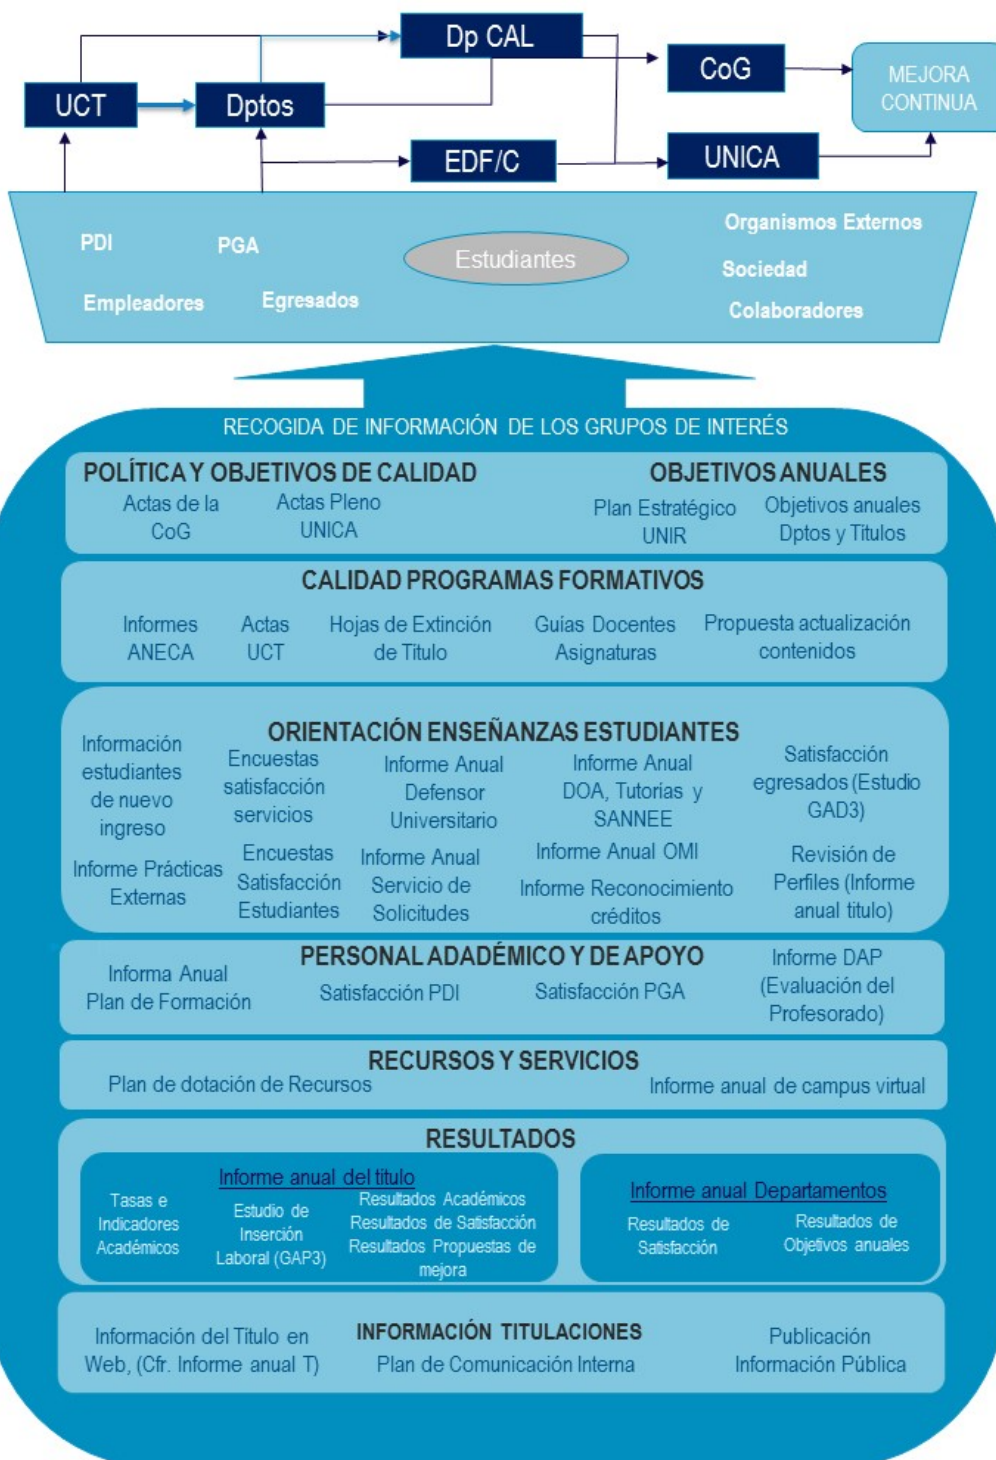 Dp CAL
CoG
MEJORA
CONTINUA
UCT
Dptos
EDF/C
UNICA
PDI
PGA
Estudiantes
Organismos Externos
Sociedad
Empleadores
Egresados
Colaboradores
RECOGIDA DE INFORMACIÓN DE LOS GRUPOS DE INTERÉS
POLÍTICA Y OBJETIVOS DE CALIDAD
Actas de la
CoG
Actas Pleno
UNICA
OBJETIVOS ANUALES
Plan Estratégico
UNIR
Objetivos anuales
Dptos y Títulos
CALIDAD PROGRAMAS FORMATIVOS
Informes
ANECA
Actas
UCT
Hojas de Extinción
de Título
Guías Docentes
Asignaturas
Propuesta actualización
contenidos
ORIENTACIÓN ENSEÑANZAS ESTUDIANTES
Información
estudiantes
de nuevo
ingreso
Encuestas
satisfacción
servicios
Informe Anual
Defensor
Universitario
Informe Anual
DOA, Tutorías y
SANNEE
Satisfacción
egresados (Estudio
GAD3)
Informe Prácticas
Externas
Encuestas
Satisfacción
Estudiantes
Informe Anual
Servicio de
Solicitudes
Informe Anual OMI
Informe Reconocimiento
créditos
Revisión de
Perfiles (Informe
anual título)
PERSONAL ADADÉMICO Y DE APOYO
Informa Anual
Plan de Formación
Satisfacción PDI
Satisfacción PGA
Informe DAP
(Evaluación del
Profesorado)
RECURSOS Y SERVICIOS
Plan de dotación de Recursos
Informe anual de campus virtual
RESULTADOS
Informe anual del título
Tasas e
Indicadores
Académicos
Estudio de
Inserción
Laboral (GAP3)
Resultados Académicos
Resultados de Satisfacción
Resultados Propuestas de
mejora
Informe anual Departamentos
Resultados de
Satisfacción
Resultados de
Objetivos anuales
INFORMACIÓN TITULACIONES
Información del Título en
Web, (Cfr. Informe anual T)
Plan de Comunicación Interna
Publicación
Información Pública